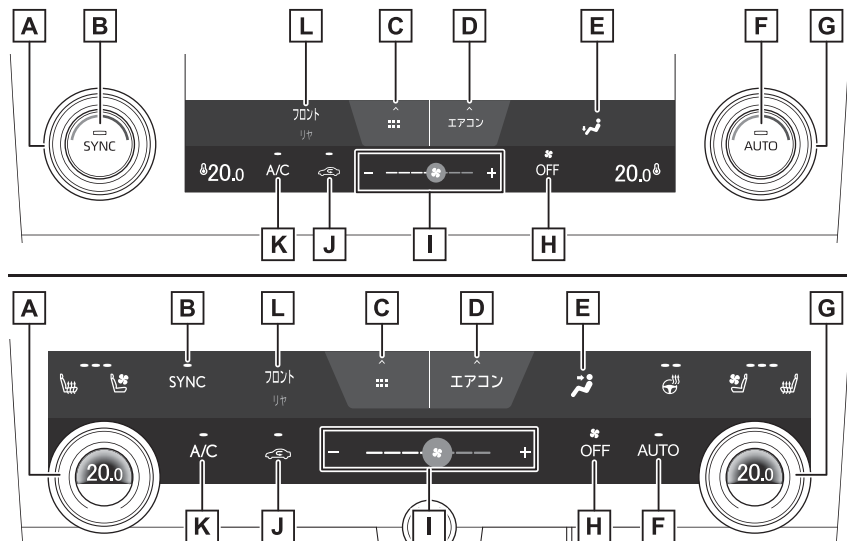 A B L C D E F G
フロント
リヤ
エアコン
SYNC
AUTO
20.0 A/C - + OFF 20.0
K J I H
A B L C D E G
SYNC
フロント
リヤ
エアコン
20.0 A/C - + OFF AUTO 20.0
K J I H F